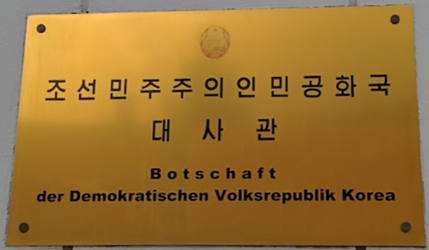 조선민주주의인민공화국
대사관
Botschaft
der Demokratischen Volksrepublik Korea